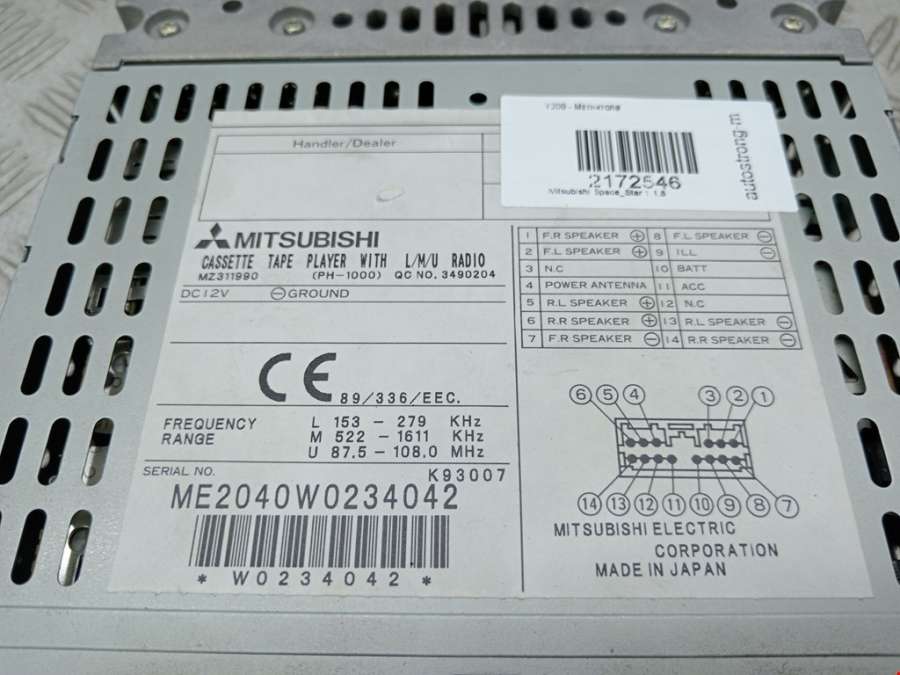 2172546
Mitsubishi Space_Star 1 1.8
autostrong-m
Handler/Dealer
MITSUBISHI
CASSETTE TAPE PLAYER WITH L/M/U RADIO
MZ311990 (PH-1000) QC NO. 3490204
DC12V ⊖GROUND
CE 89/336/EEC.
FREQUENCY RANGE
L 153 - 279 KHz
M 522 - 1611 KHz
U 87.5 - 108.0 MHz
SERIAL NO. K93007
ME2040W0234042
* W0234042 *
1 F.R SPEAKER ⊕ 8 F.L SPEAKER ⊖
2 F.L SPEAKER ⊕ 9 ILL ⊖
3 N.C 10 BATT
4 POWER ANTENNA 11 ACC
5 R.L SPEAKER ⊕ 12 N.C
6 R.R SPEAKER ⊕ 13 R.L SPEAKER ⊖
7 F.R SPEAKER ⊖ 14 R.R SPEAKER ⊖
6 5 4 3 2 1
14 13 12 11 10 9 8 7
MITSUBISHI ELECTRIC
CORPORATION
MADE IN JAPAN